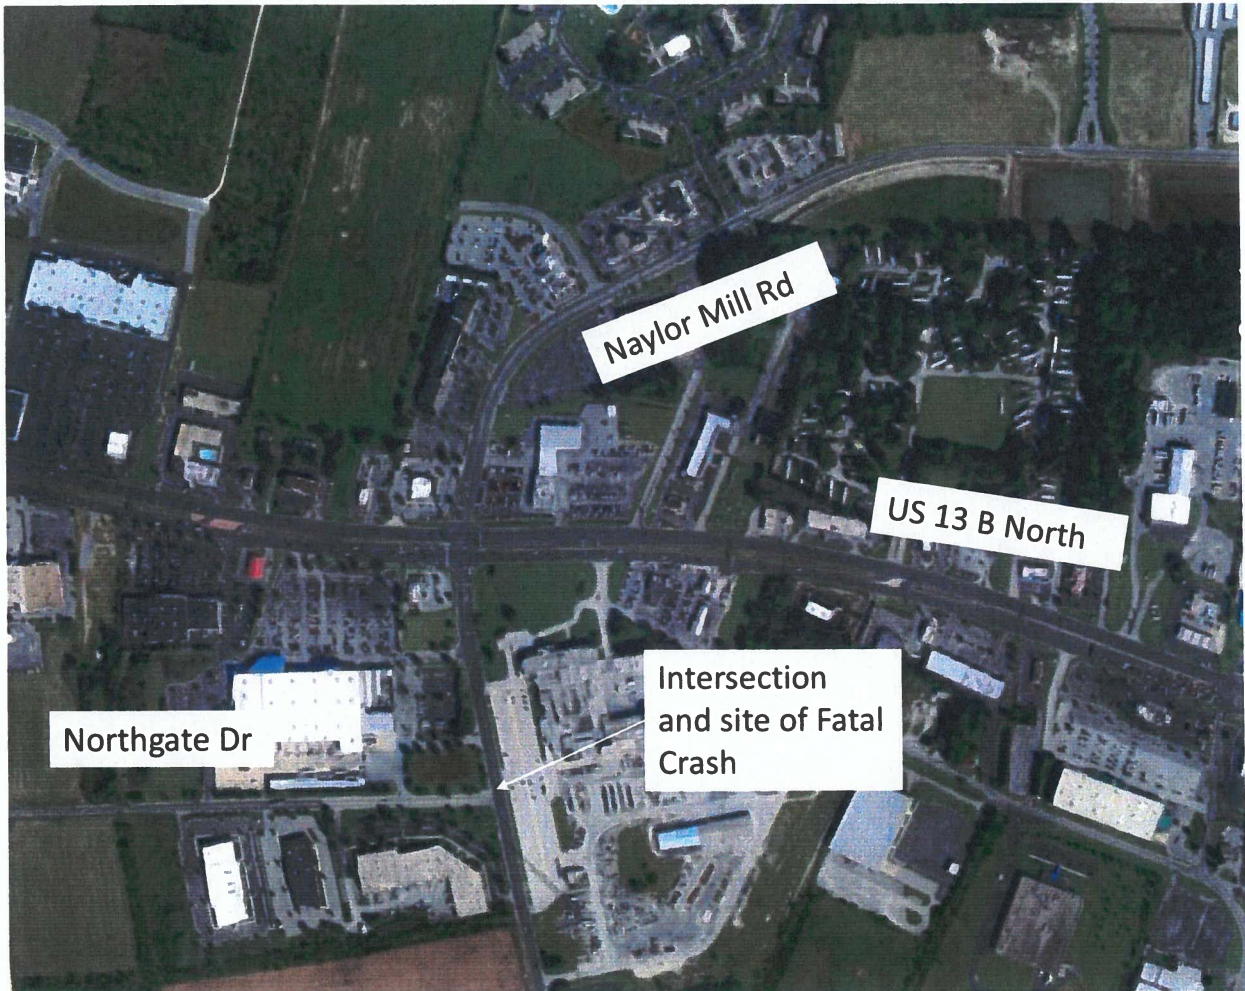 Naylor Mill Rd
US 13 B North
Intersection
and site of Fatal
Crash
Northgate Dr